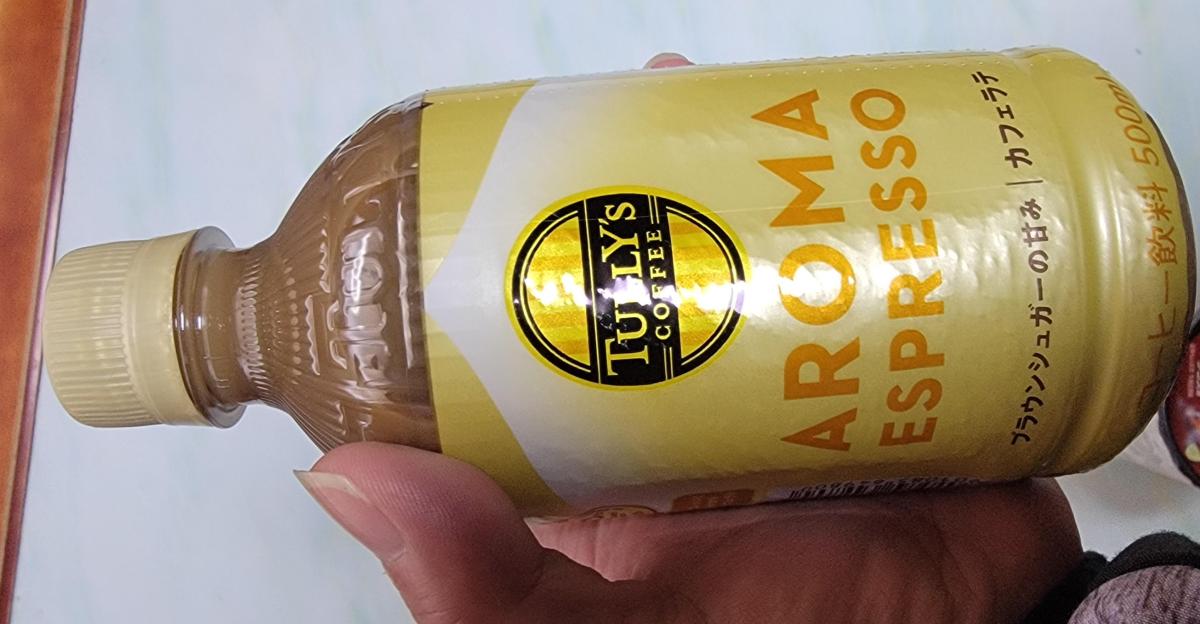 TULLY'S
COFFEE
AROMA
ESPRESSO
ブラウンシュガーの甘み | カフェラテ
コーヒー飲料 500ml